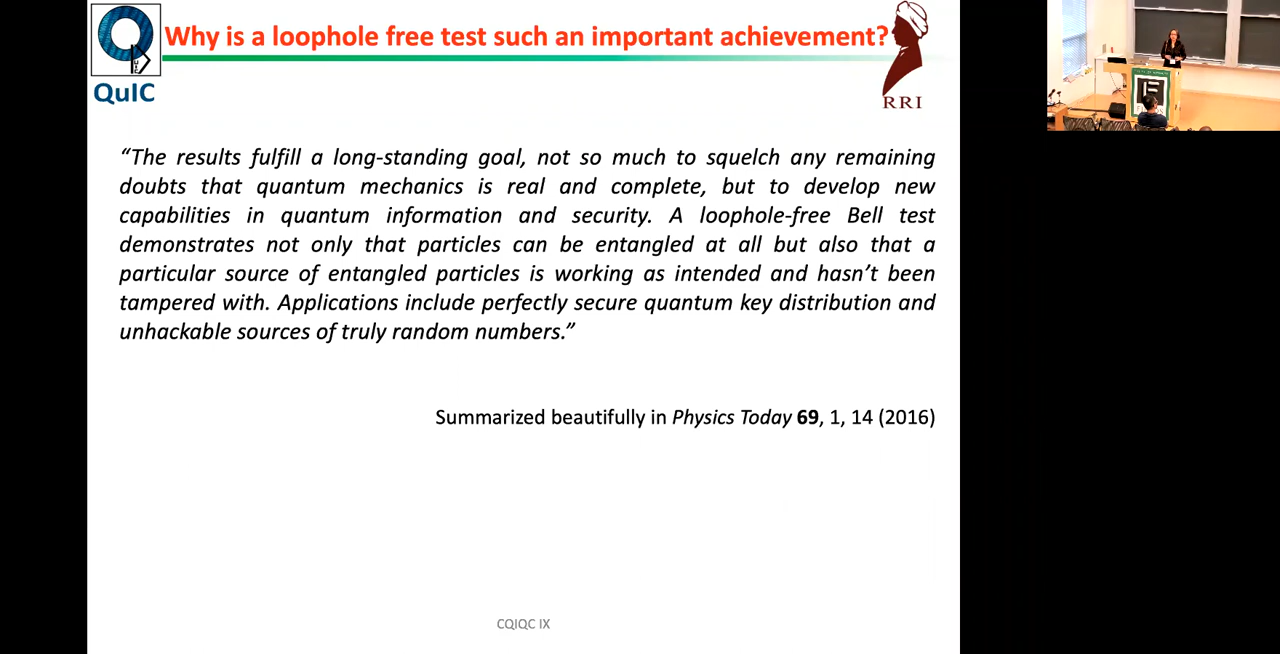 Why is a loophole free test such an important achievement?
QuIC
RRI
“The results fulfill a long-standing goal, not so much to squelch any remaining
doubts that quantum mechanics is real and complete, but to develop new
capabilities in quantum information and security. A loophole-free Bell test
demonstrates not only that particles can be entangled at all but also that a
particular source of entangled particles is working as intended and hasn’t been
tampered with. Applications include perfectly secure quantum key distribution and
unhackable sources of truly random numbers.”
Summarized beautifully in Physics Today 69, 1, 14 (2016)
CQIQC IX